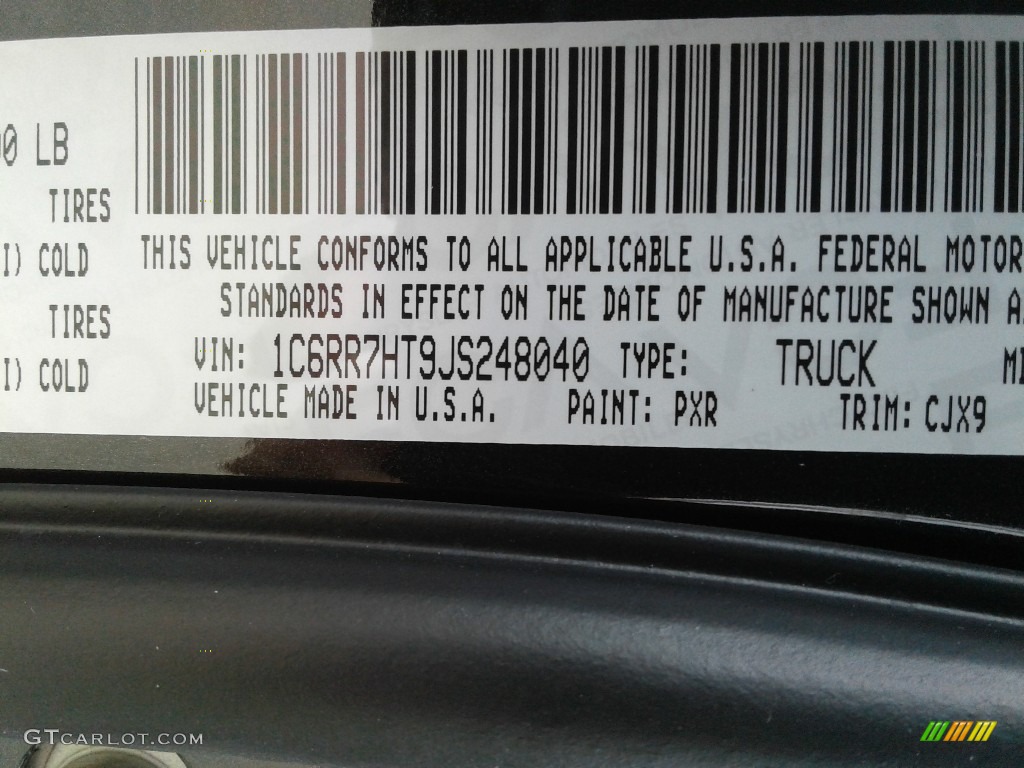 00 LB
TIRES
I) COLD
TIRES
I) COLD
THIS VEHICLE CONFORMS TO ALL APPLICABLE U.S.A. FEDERAL MOTOR
STANDARDS IN EFFECT ON THE DATE OF MANUFACTURE SHOWN A
VIN: 1C6RR7HT9JS248040 TYPE: TRUCK
VEHICLE MADE IN U.S.A. PAINT: PXR TRIM: CJX9
GTCARLOT.COM